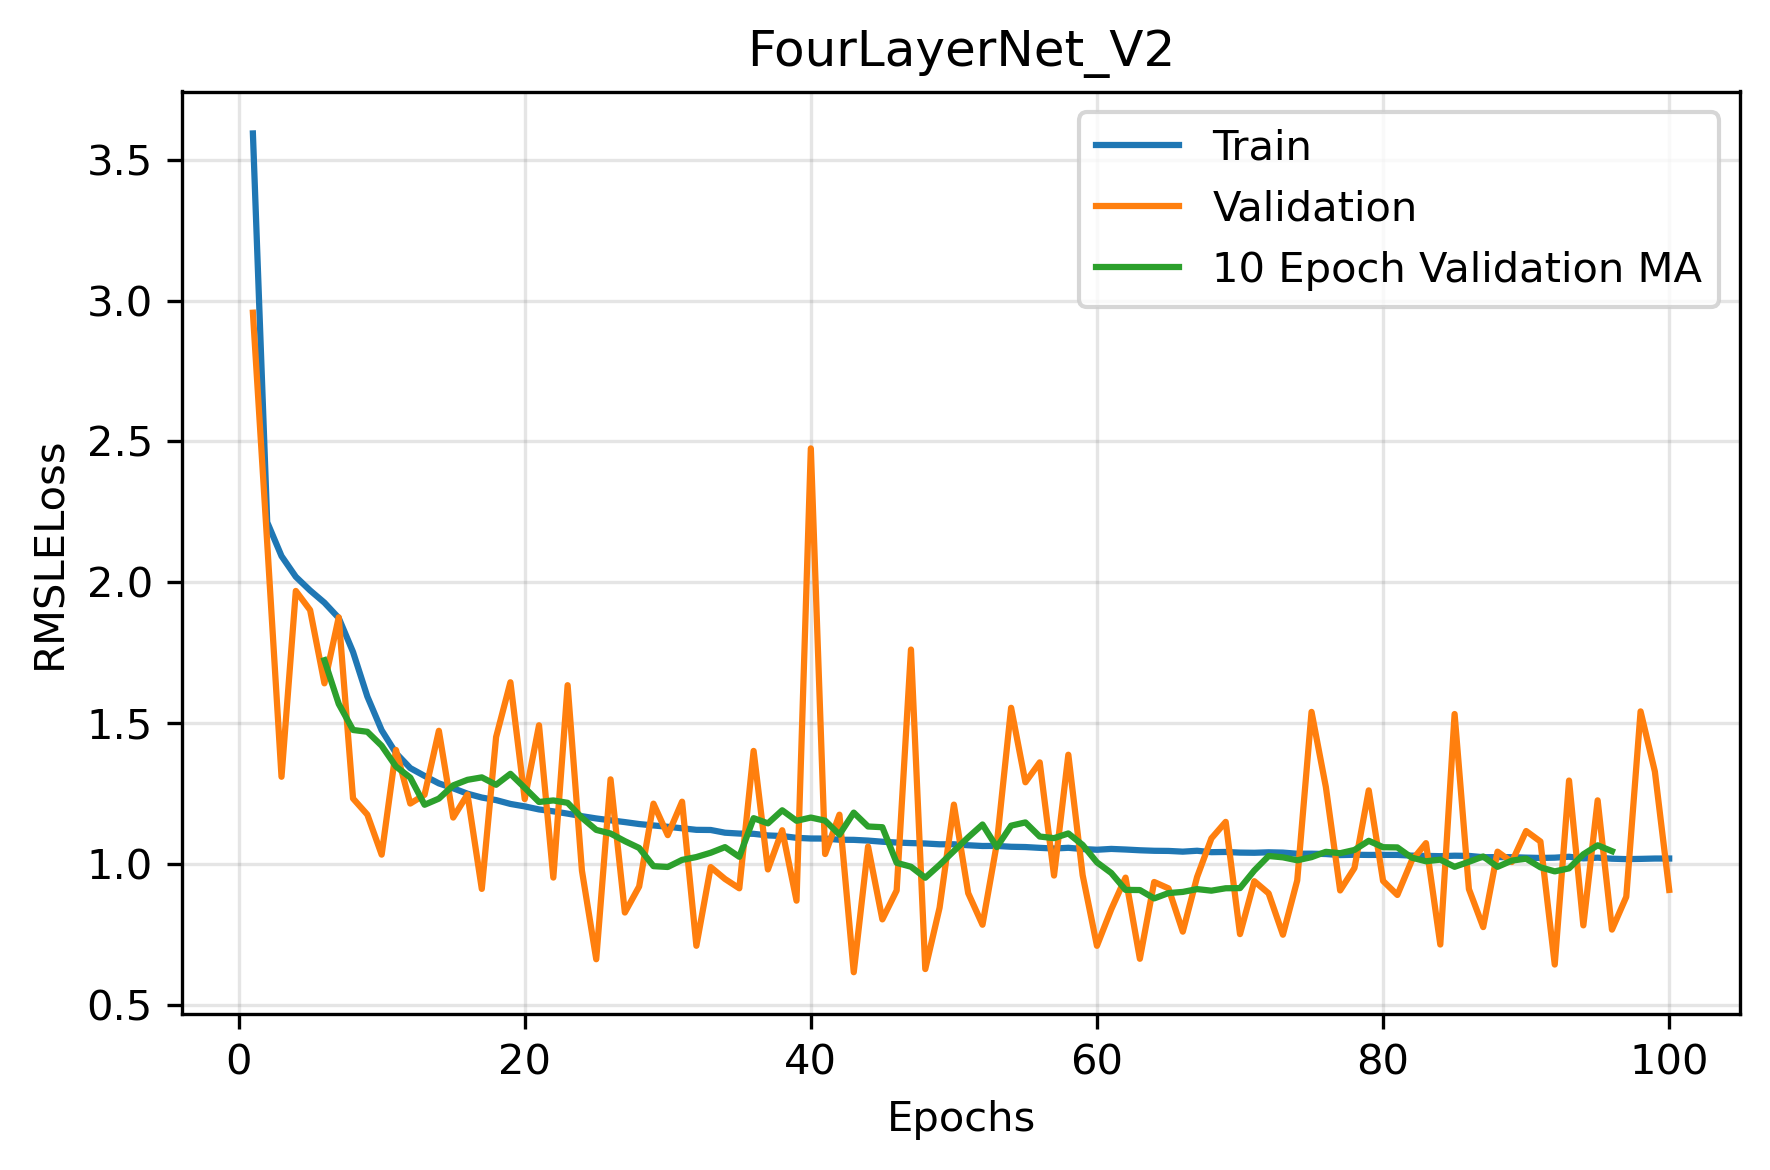 FourLayerNet_V2
3.5
3.0
2.5
2.0
1.5
1.0
0.5
RMSLELoss
Train
Validation
10 Epoch Validation MA
0 20 40 60 80 100
Epochs